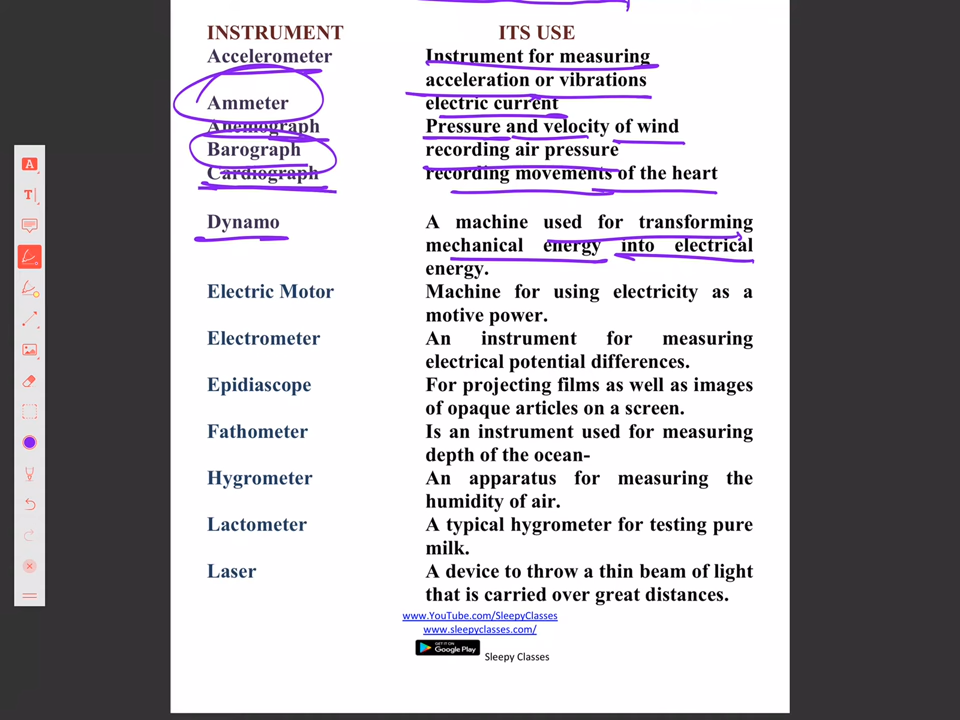 INSTRUMENT ITS USE
Accelerometer Instrument for measuring
acceleration or vibrations
Ammeter electric current
Anemograph Pressure and velocity of wind
Barograph recording air pressure
Cardiograph recording movements of the heart
Dynamo A machine used for transforming
mechanical energy into electrical
energy.
Electric Motor Machine for using electricity as a
motive power.
Electrometer An instrument for measuring
electrical potential differences.
Epidiascope For projecting films as well as images
of opaque articles on a screen.
Fathometer Is an instrument used for measuring
depth of the ocean-
Hygrometer An apparatus for measuring the
humidity of air.
Lactometer A typical hygrometer for testing pure
milk.
Laser A device to throw a thin beam of light
that is carried over great distances.
www.YouTube.com/SleepyClasses
www.sleepyclasses.com/
GET IT ON
Google Play Sleepy Classes
A
T